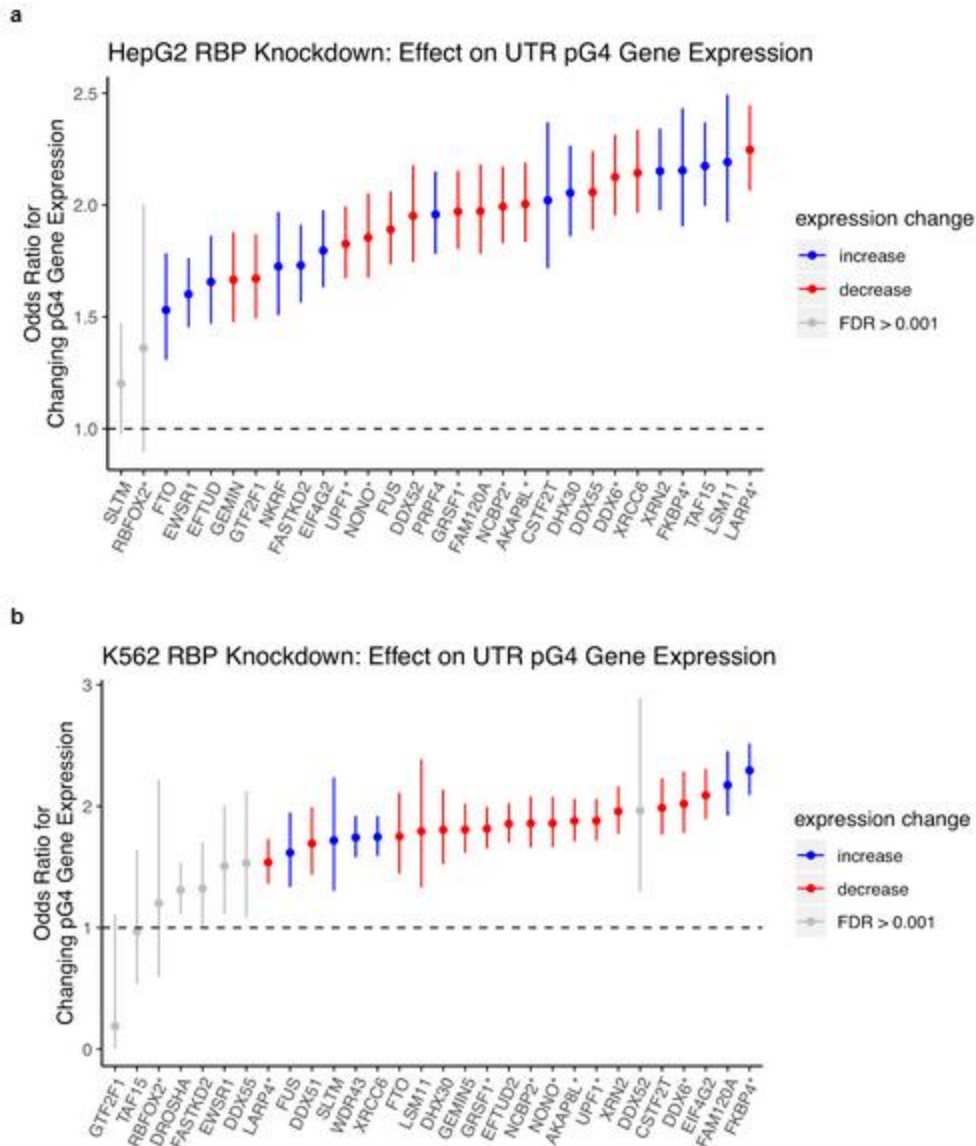 a
HepG2 RBP Knockdown: Effect on UTR pG4 Gene Expression
Odds Ratio for
Changing pG4 Gene Expression
2.5
2.0
1.5
1.0
SLTM
RBFOX2*
FTO
EWSR1
EFTUD
GEMIN
GTF2F1
NKRF
FASTKD2
EIF4G2
UPF1*
NONO*
FUS
DDX52
PRPF4
GRSF1*
FAM120A
NCBP2*
AKAP8L*
CSTF2T
DHX30
DDX55
DDX6*
XRCC6
XRN2
FKBP4*
TAF15
LSM11
LARP4*
expression change
increase
decrease
FDR > 0.001
b
K562 RBP Knockdown: Effect on UTR pG4 Gene Expression
Odds Ratio for
Changing pG4 Gene Expression
3
2
1
0
GTF2F1
TAF15
RBFOX2*
DROSHA
FASTKD2
EWSR1
DDX55
LARP4*
FUS
DDX51
SLTM
WDR43
XRCC6
FTO
LSM11
DHX30
GEMIN5
GRSF1*
EFTUD2
NCBP2*
NONO*
AKAP8L*
UPF1*
XRN2
DDX52
CSTF2T
DDX6*
EIF4G2
FAM120A
FKBP4*
expression change
increase
decrease
FDR > 0.001